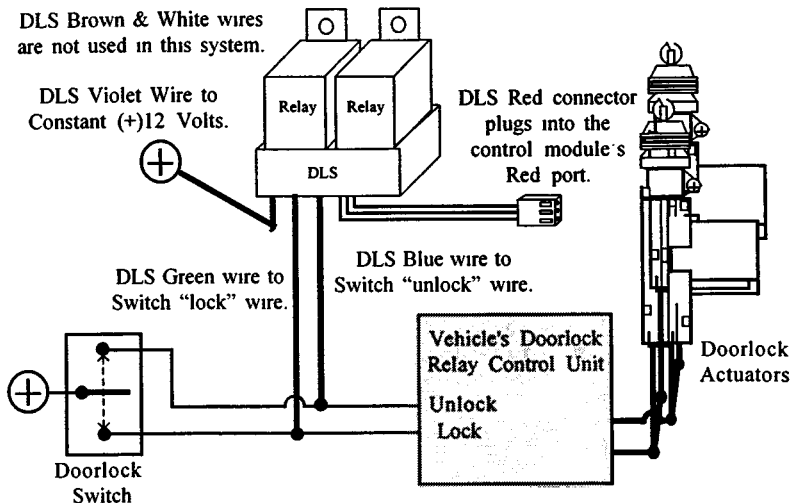 DLS Brown & White wires
are not used in this system.
DLS Violet Wire to
Constant (+)12 Volts.
Relay
Relay
DLS
DLS Red connector
plugs into the
control module's
Red port.
DLS Green wire to
Switch “lock” wire.
DLS Blue wire to
Switch “unlock” wire.
Vehicle's Doorlock
Relay Control Unit
Unlock
Lock
Doorlock
Actuators
Doorlock
Switch